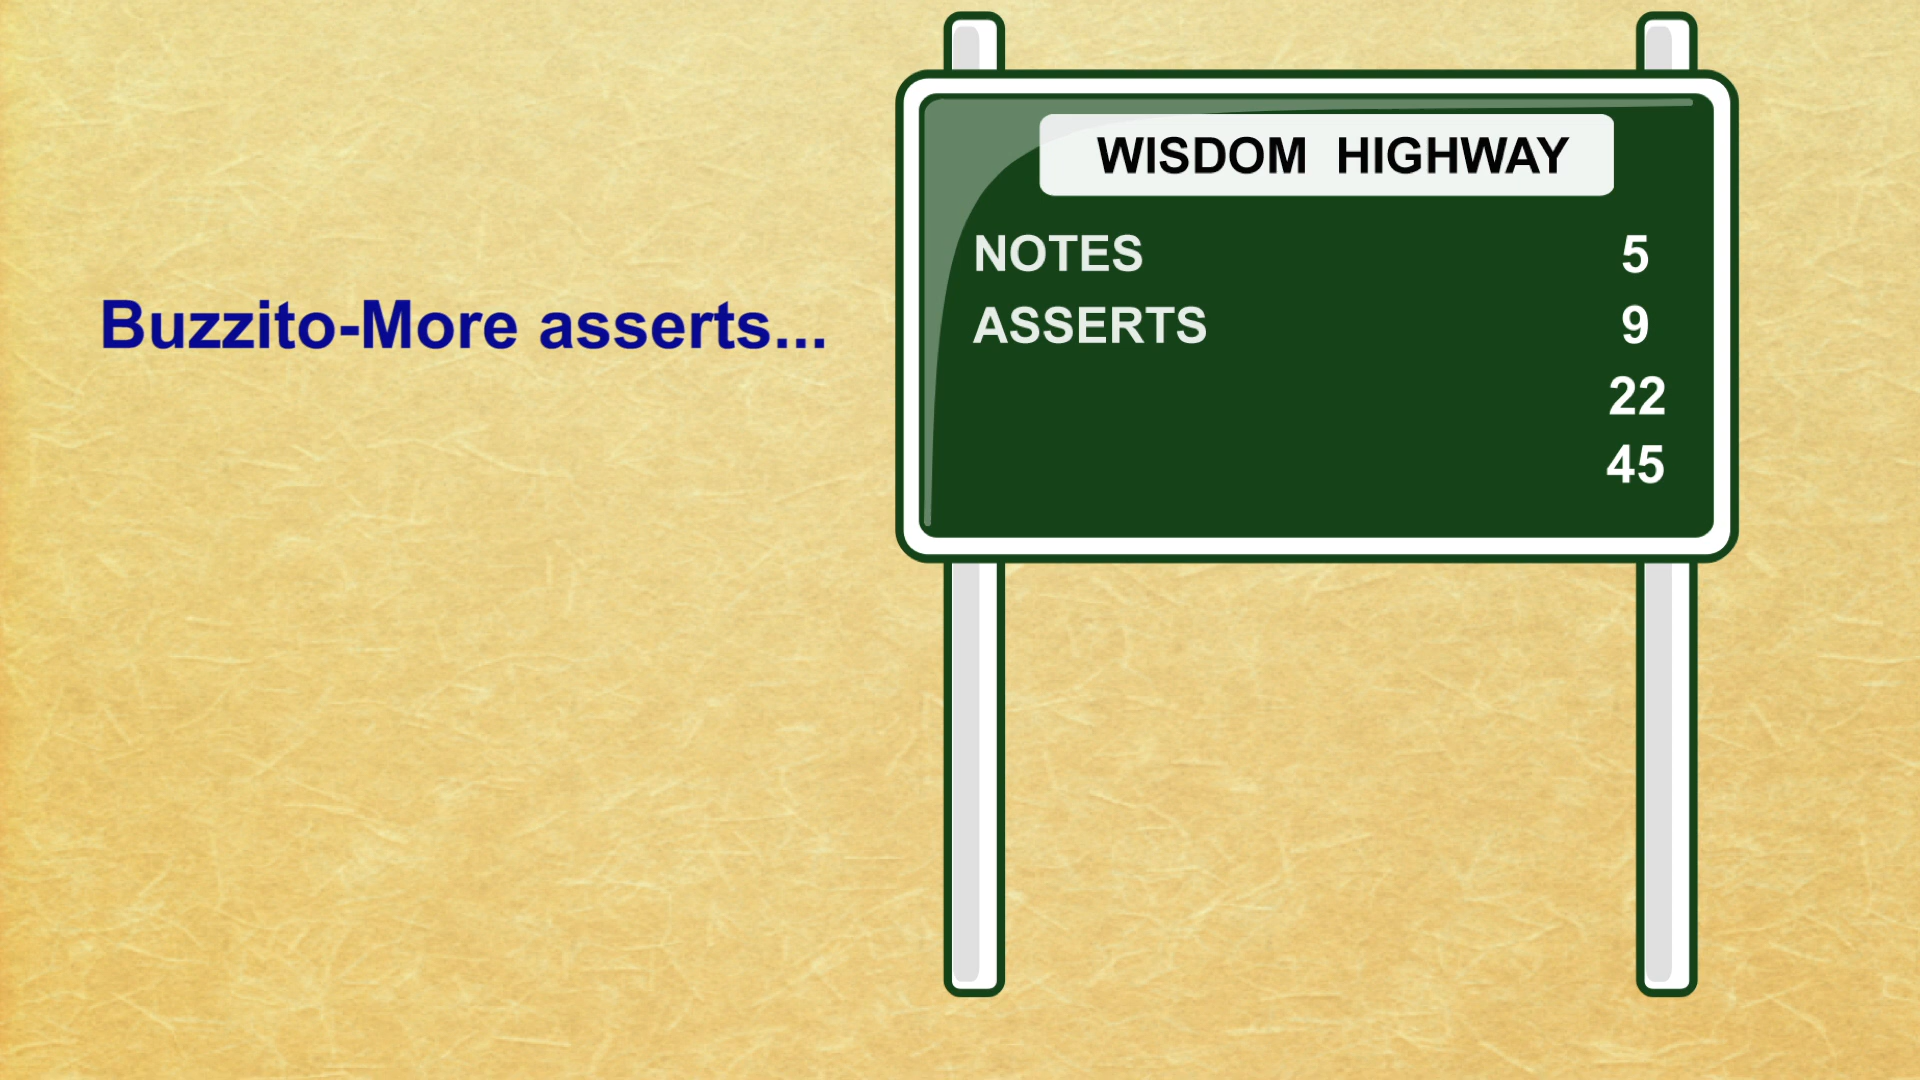 Buzzito-More asserts...
WISDOM HIGHWAY
NOTES 5
ASSERTS 9
22
45